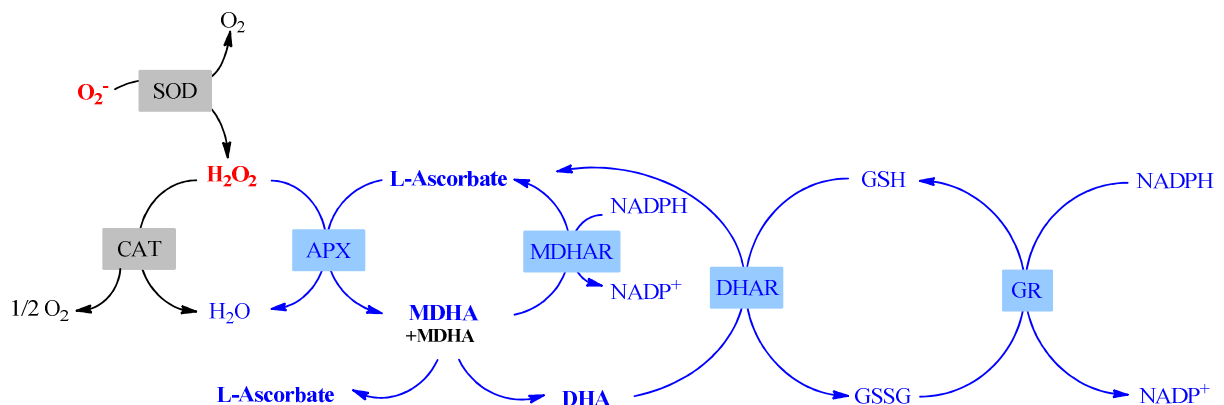 O₂
O₂⁻
SOD
H₂O₂
L-Ascorbate
GSH
NADPH
NADPH
CAT
APX
MDHAR
DHAR
GR
NADP⁺
1/2 O₂
H₂O
MDHA
+MDHA
L-Ascorbate
DHA
GSSG
NADP⁺